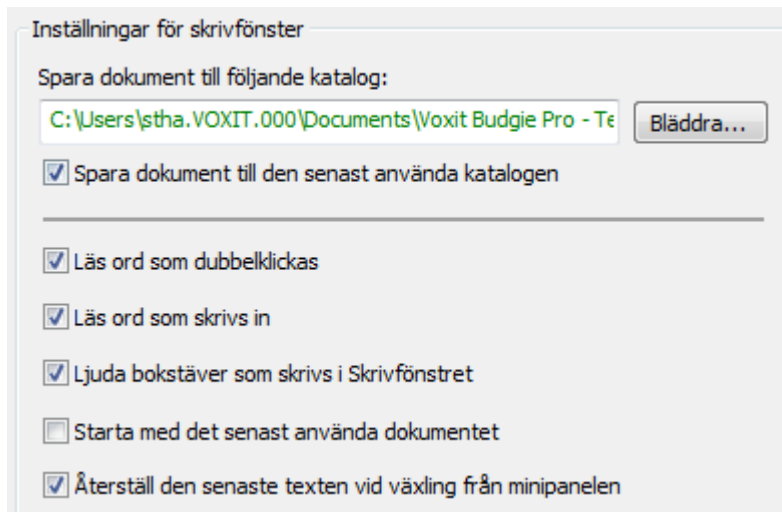 Inställningar för skrivfönster
Spara dokument till följande katalog:
C:\Users\stha.VOXIT.000\Documents\Voxit Budgie Pro - Te
Bläddra...
Spara dokument till den senast använda katalogen
Läs ord som dubbelklickas
Läs ord som skrivs in
Ljuda bokstäver som skrivs i Skrivfönstret
Starta med det senast använda dokumentet
Återställ den senaste texten vid växling från minipanelen